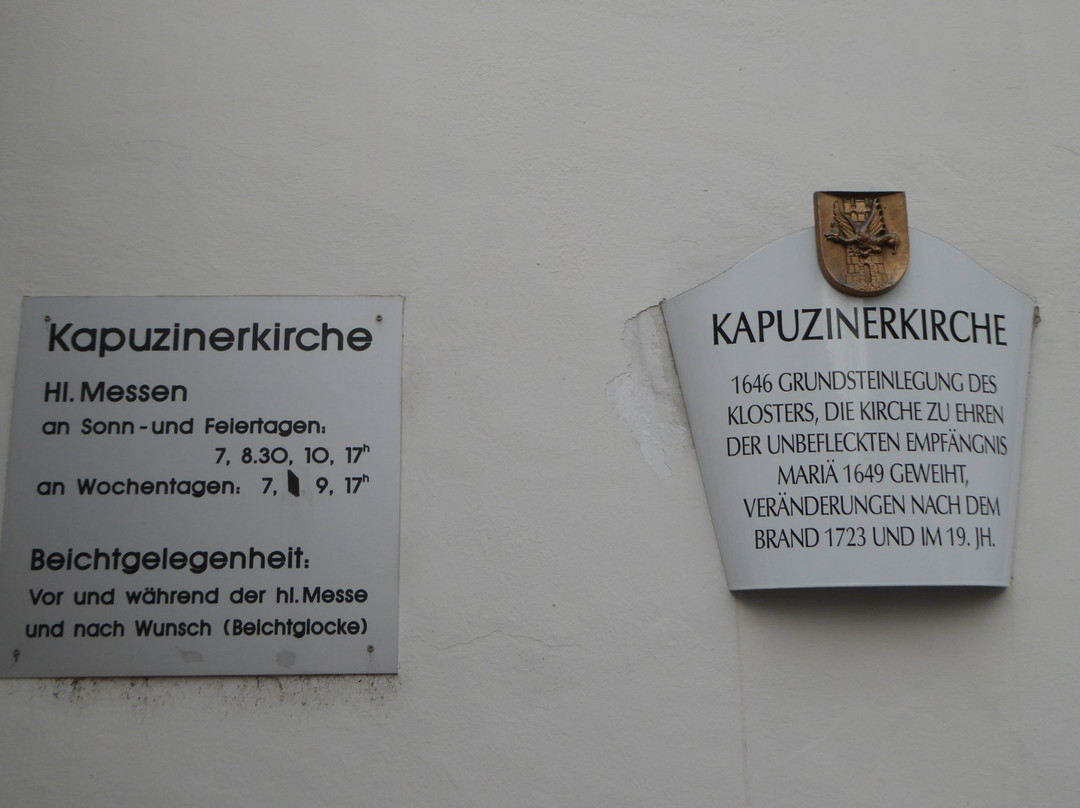 Kapuzinerkirche
Hl. Messen
an Sonn- und Feiertagen:
7, 8.30, 10, 17h
an Wochentagen: 7, 9, 17h
Beichtgelegenheit:
Vor und während der hl. Messe
und nach Wunsch (Beichtglocke)
KAPUZINERKIRCHE
1646 GRUNDSTEINLEGUNG DES
KLOSTERS, DIE KIRCHE ZU EHREN
DER UNBEFLECKTEN EMPFÄNGNIS
MARIÄ 1649 GEWEIHT,
VERÄNDERUNGEN NACH DEM
BRAND 1723 UND IM 19. JH.